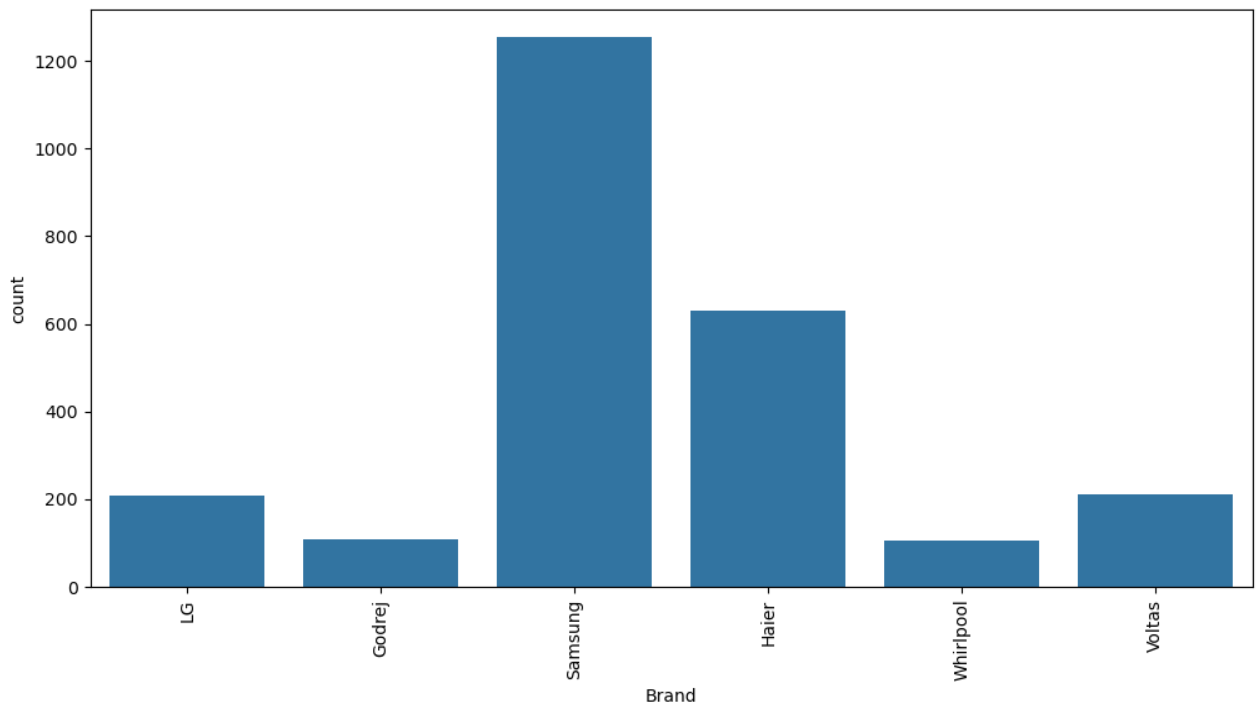 1200
1000
800
600
400
200
0
count
LG
Godrej
Samsung
Haier
Whirlpool
Voltas
Brand